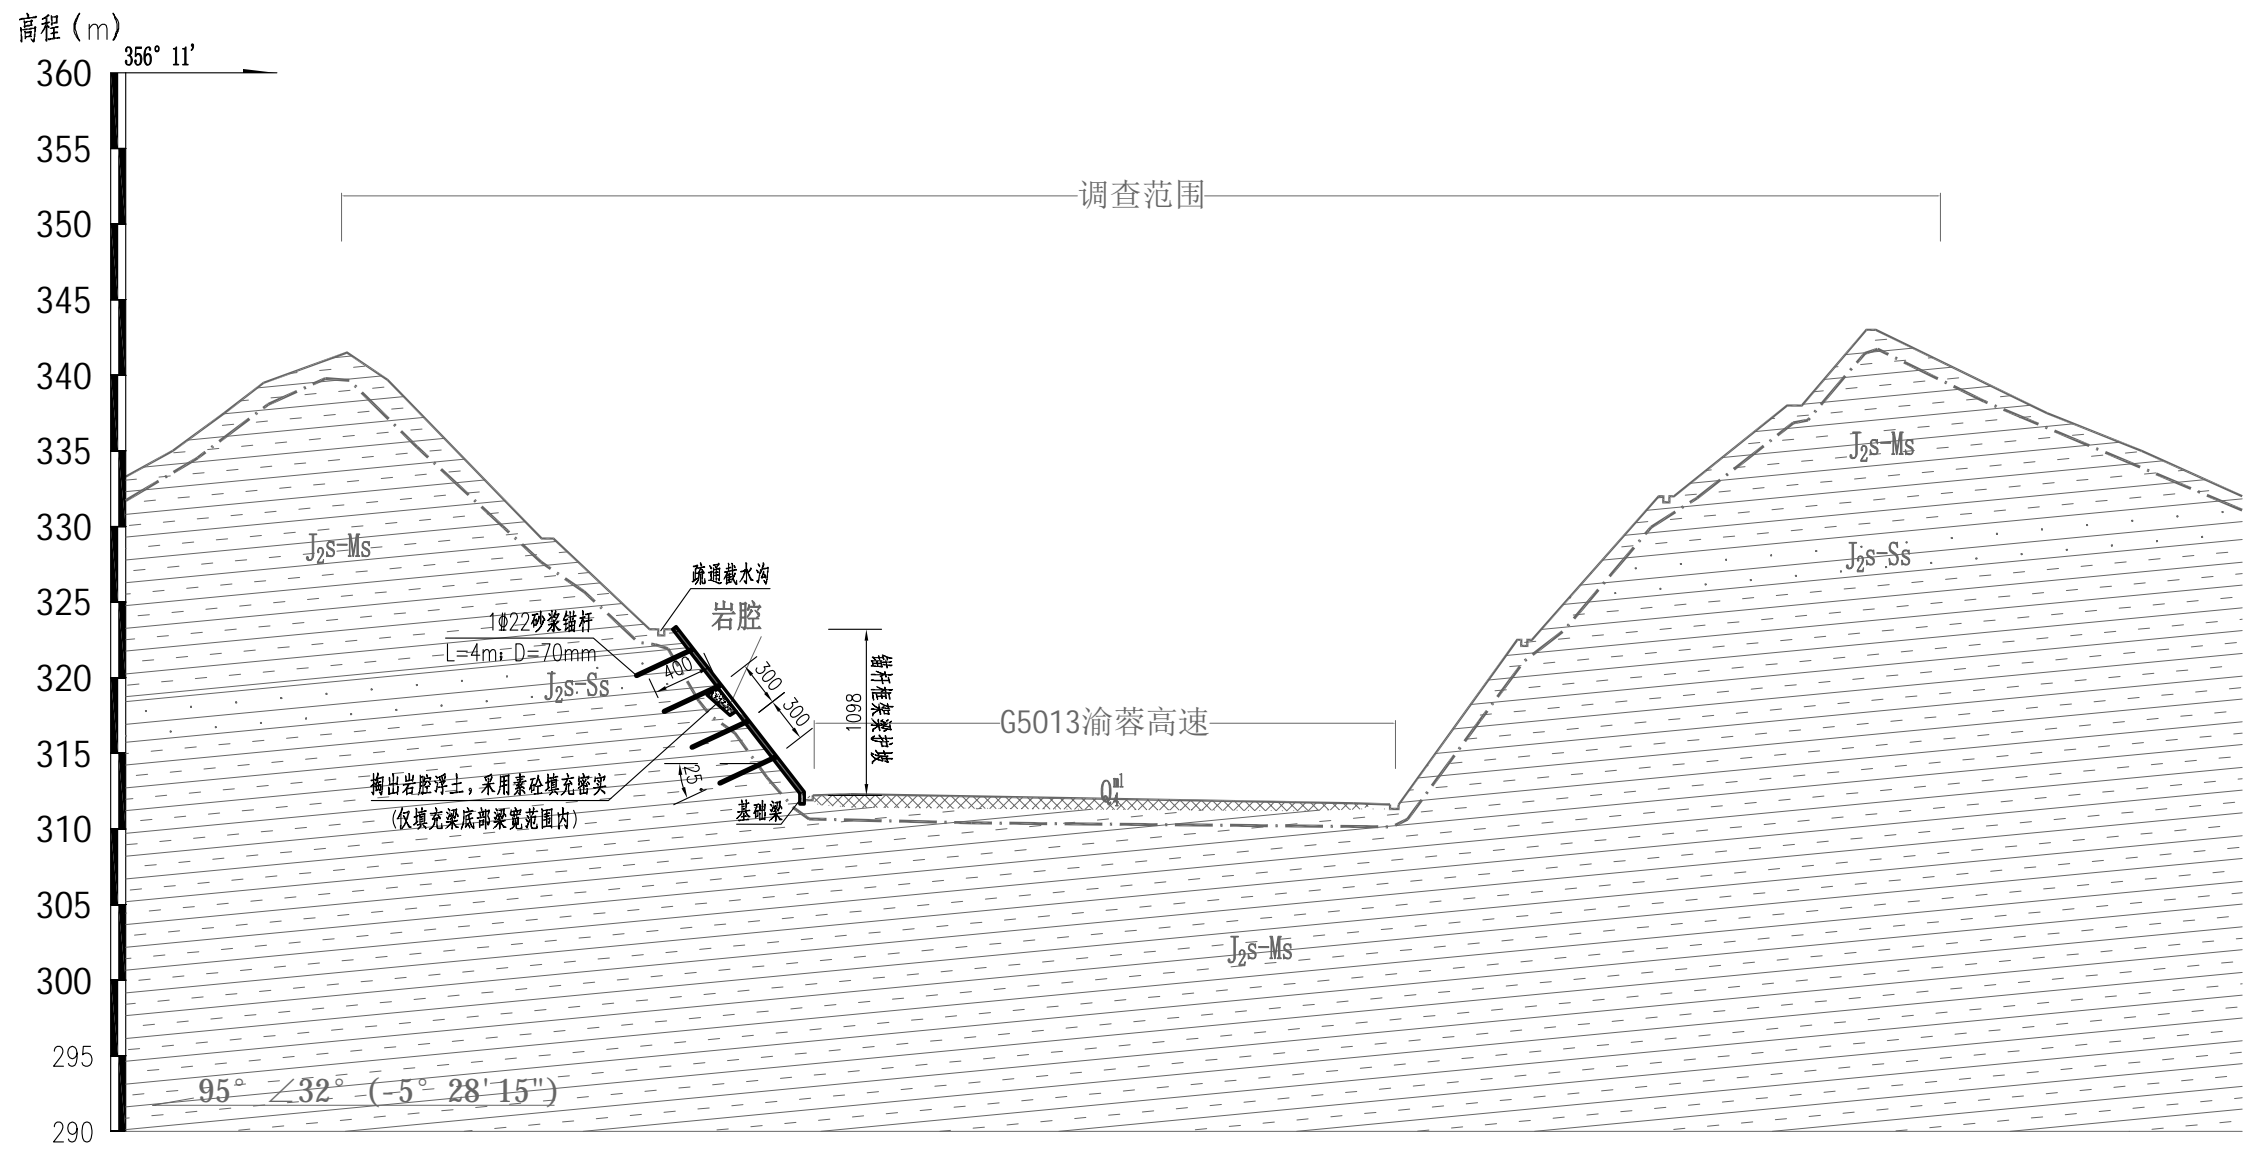 高程（m）
356° 11'
360
355
350
调查范围
345
340
335
J₂s-Ms
330
J₂s-Ms
J₂s-Ss
325
疏通截水沟
岩腔
1ф22砂浆锚杆
L=4m；D=70mm
320
400
300
300
J₂s-Ss
1098
锚杆框架梁护坡
G5013渝蓉高速
315
25°
掏出岩腔浮土，采用素砼填充密实
（仅填充梁底部梁宽范围内）
基础梁
Q₄ᵐˡ
310
305
J₂s-Ms
300
295
95° ∠32° (-5° 28'15")
290